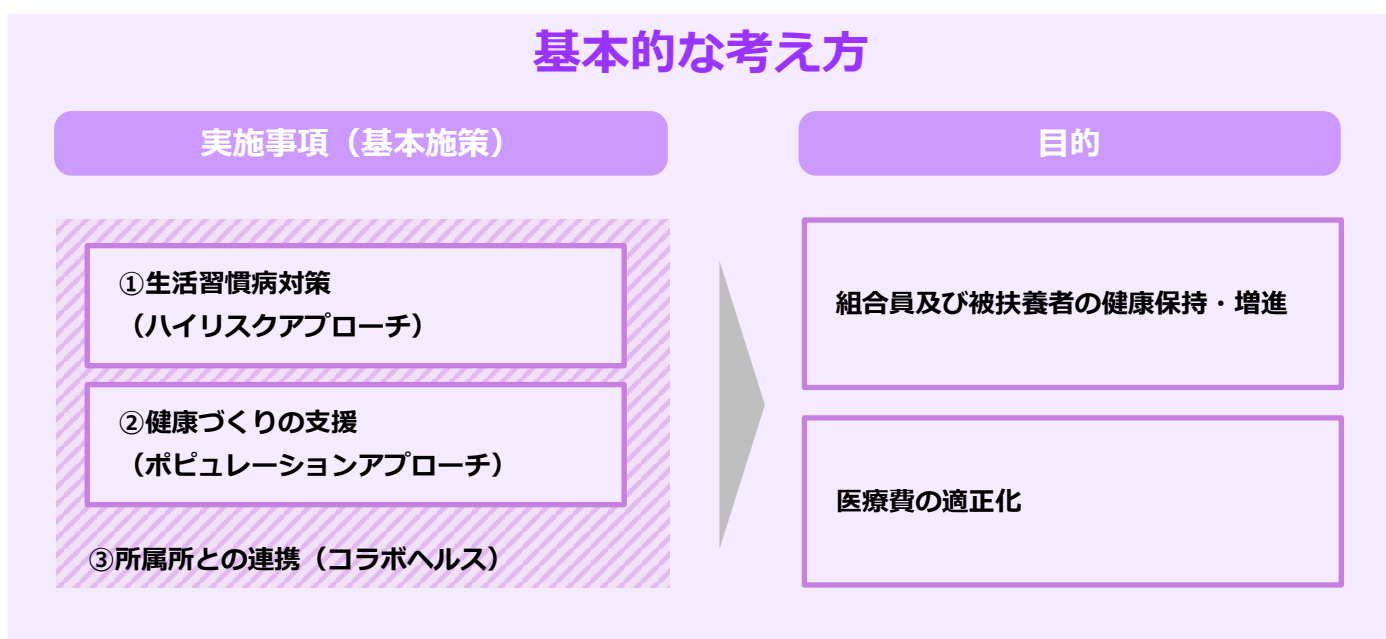 基本的な考え方
実施事項（基本施策）
①生活習慣病対策
（ハイリスクアプローチ）
②健康づくりの支援
（ポピュレーションアプローチ）
③所属所との連携（コラボヘルス）
目的
組合員及び被扶養者の健康保持・増進
医療費の適正化